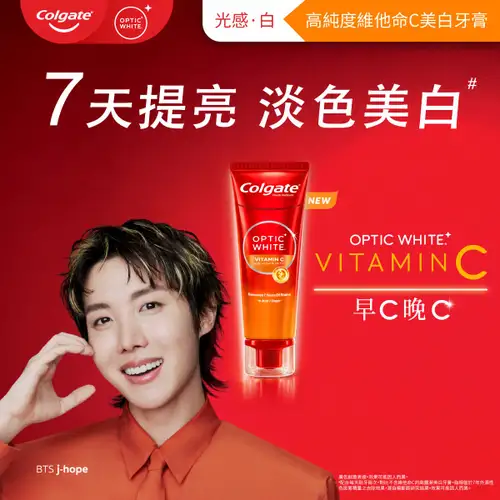 Colgate
OPTIC
WHITE.
光感·白
高純度維他命C美白牙膏
7天提亮 淡色美白#
Colgate
NEW
OPTIC
WHITE.
VITAMIN C
OPTIC WHITE.
VITAMIN C
早C晚C
BTS j-hope